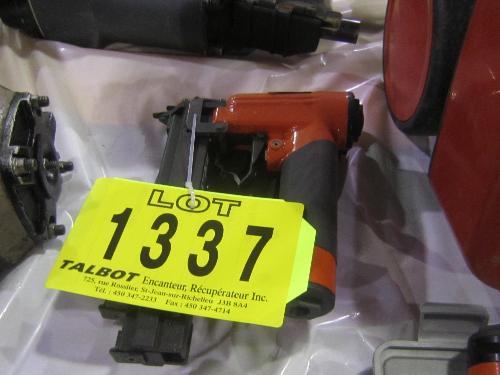 LOT
1337
TALBOT Encanteur, Récupérateur Inc.
725, rue Rossiter, St-Jean-sur-Richelieu J3B 8A4
Tél.: 450 347-2233 Fax: 450 347-4714